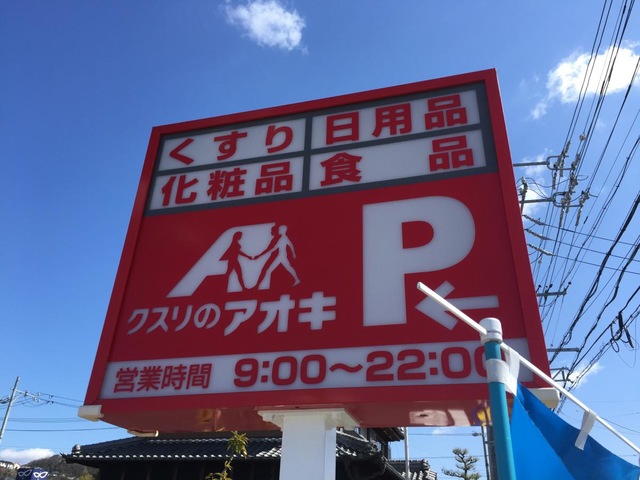 くすり 日用品
化粧品 食品
P
クスリのアオキ
営業時間 9:00～22:00